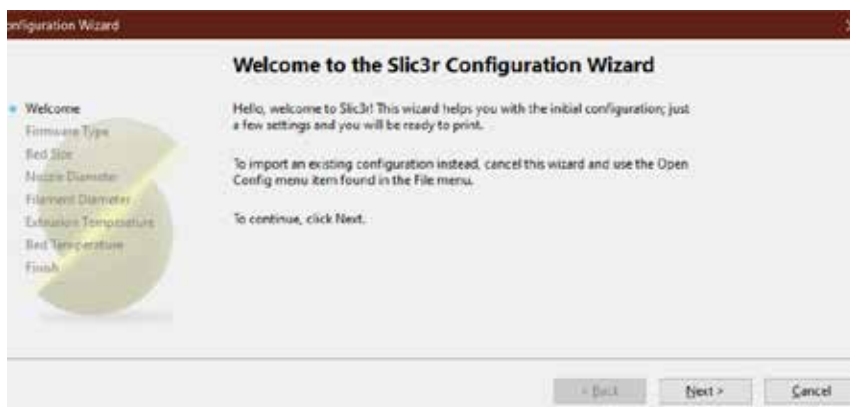 onfiguration Wizard
Welcome to the Slic3r Configuration Wizard
Welcome
Firmware Type
Bed Size
Nozzle Diameter
Filament Diameter
Extrusion Temperature
Bed Temperature
Finish
Hello, welcome to Slic3r! This wizard helps you with the initial configuration; just
a few settings and you will be ready to print.
To import an existing configuration instead, cancel this wizard and use the Open
Config menu item found in the File menu.
To continue, click Next.
< Back
Next >
Cancel